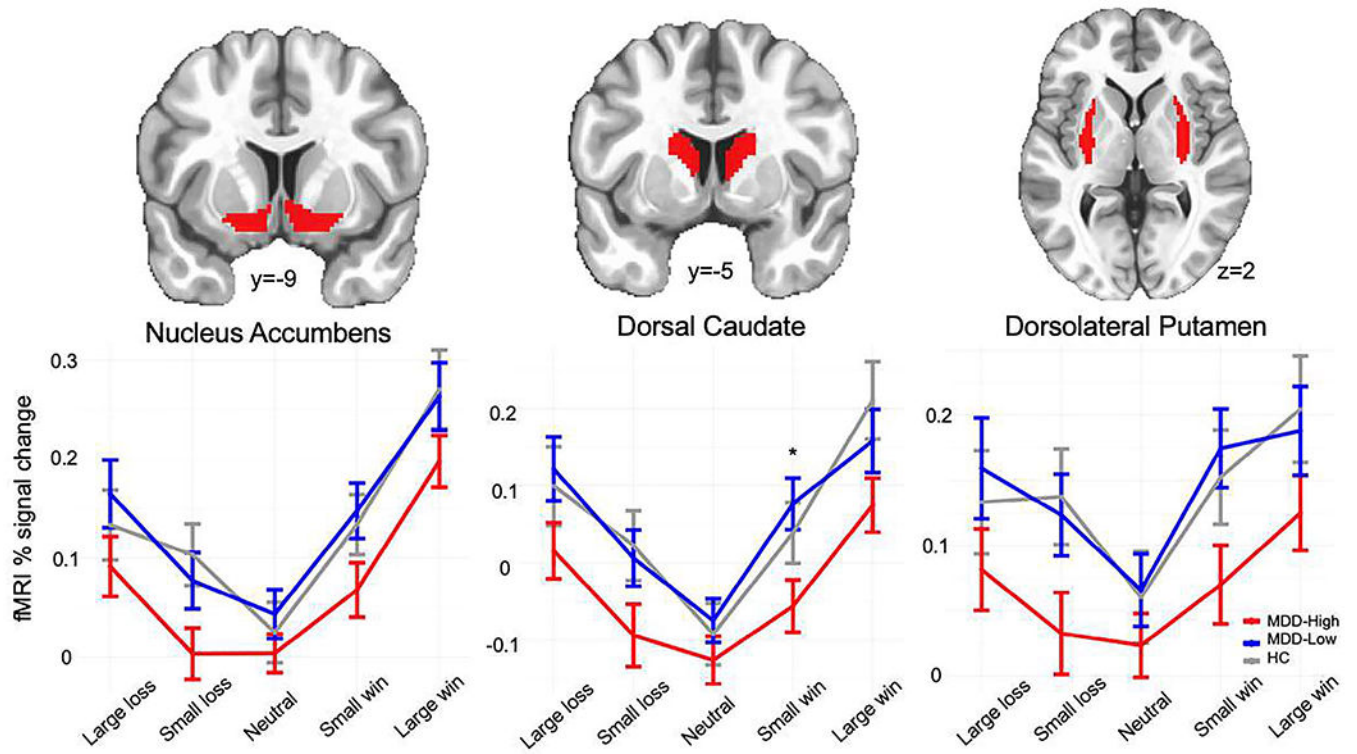 y=-9
y=-5
z=2
Nucleus Accumbens
Dorsal Caudate
Dorsolateral Putamen
fMRI % signal change
0.3
0.2
0.1
0
0.2
0.1
0
-0.1
*
0.2
0.1
0
MDD-High
MDD-Low
HC
Large loss
Small loss
Neutral
Small win
Large win
Large loss
Small loss
Neutral
Small win
Large win
Large loss
Small loss
Neutral
Small win
Large win